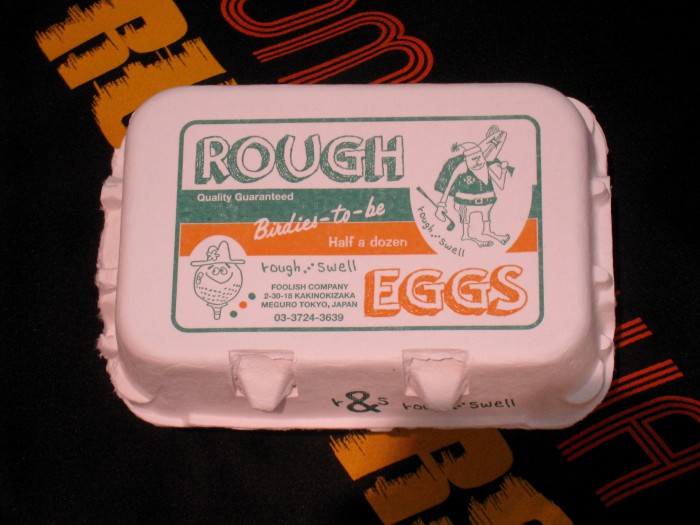 ROUGH
Quality Guaranteed
Birdies-to-be
Half a dozen
rough & swell
rough & swell
FOOLISH COMPANY
2-30-18 KAKINOKIZAKA
MEGURO TOKYO, JAPAN
03-3724-3639
EGGS
r&s rough & swell